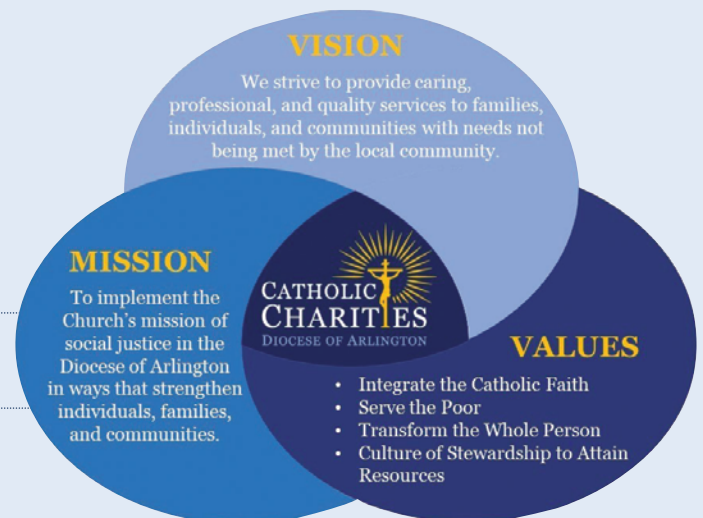 VISION
We strive to provide caring,
professional, and quality services to families,
individuals, and communities with needs not
being met by the local community.
MISSION
To implement the
Church's mission of
social justice in the
Diocese of Arlington
in ways that strengthen
individuals, families,
and communities.
CATHOLIC
CHARITIES
DIOCESE OF ARLINGTON
VALUES
• Integrate the Catholic Faith
• Serve the Poor
• Transform the Whole Person
• Culture of Stewardship to Attain
Resources